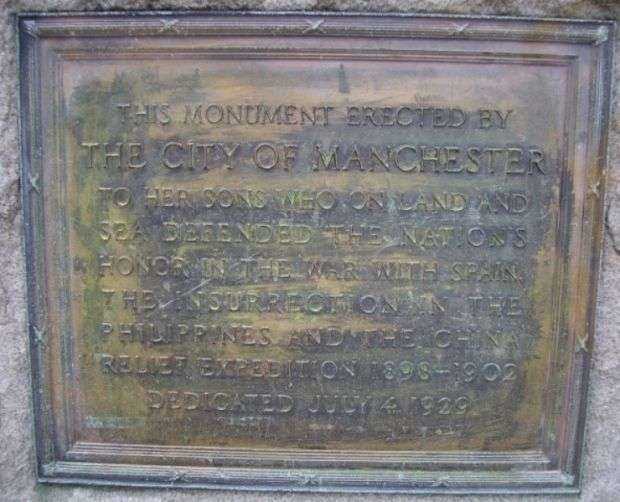 THIS MONUMENT ERECTED BY
THE CITY OF MANCHESTER
TO HER SONS WHO ON LAND AND
SEA DEFENDED THE NATION'S
HONOR IN THE WAR WITH SPAIN,
THE INSURRECTION IN THE
PHILIPPINES AND THE CHINA
RELIEF EXPEDITION 1898-1902
DEDICATED JULY 4 1929